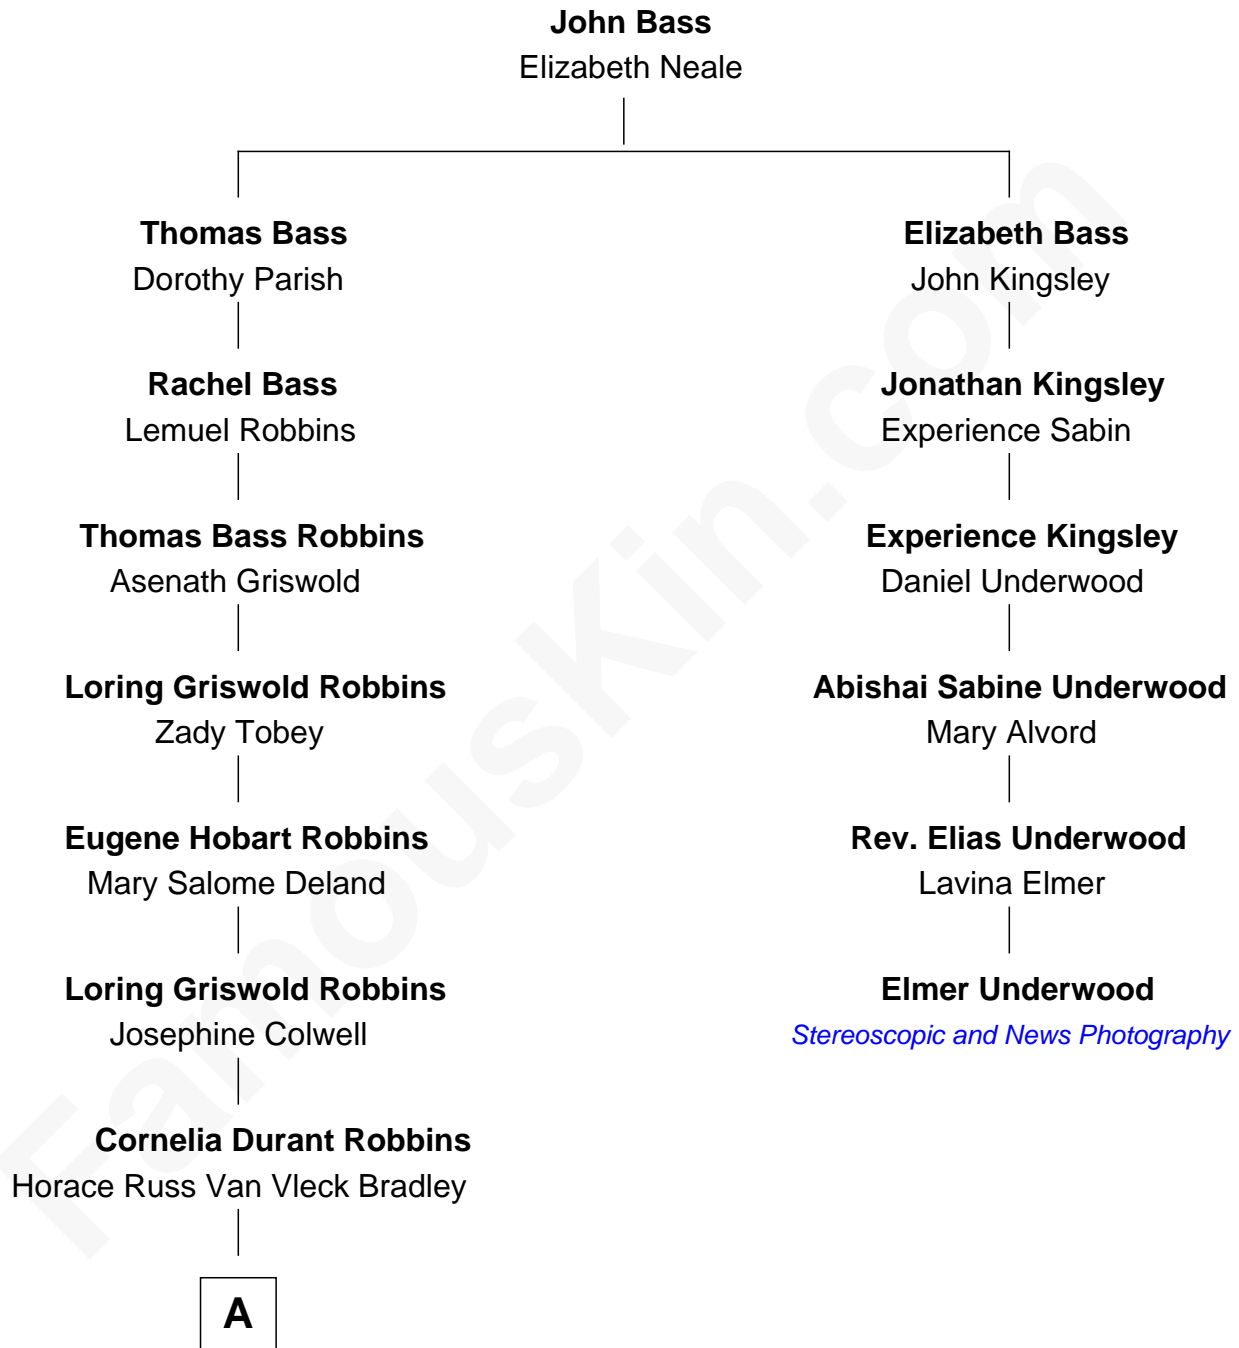 John Bass
Elizabeth Neale
Thomas Bass
Dorothy Parish
Rachel Bass
Lemuel Robbins
Thomas Bass Robbins
Asenath Griswold
Loring Griswold Robbins
Zady Tobey
Eugene Hobart Robbins
Mary Salome Deland
Loring Griswold Robbins
Josephine Colwell
Cornelia Durant Robbins
Horace Russ Van Vleck Bradley
A
Elizabeth Bass
John Kingsley
Jonathan Kingsley
Experience Sabin
Experience Kingsley
Daniel Underwood
Abishai Sabine Underwood
Mary Alvord
Rev. Elias Underwood
Lavina Elmer
Elmer Underwood
Stereoscopic and News Photography
FamousKin.com